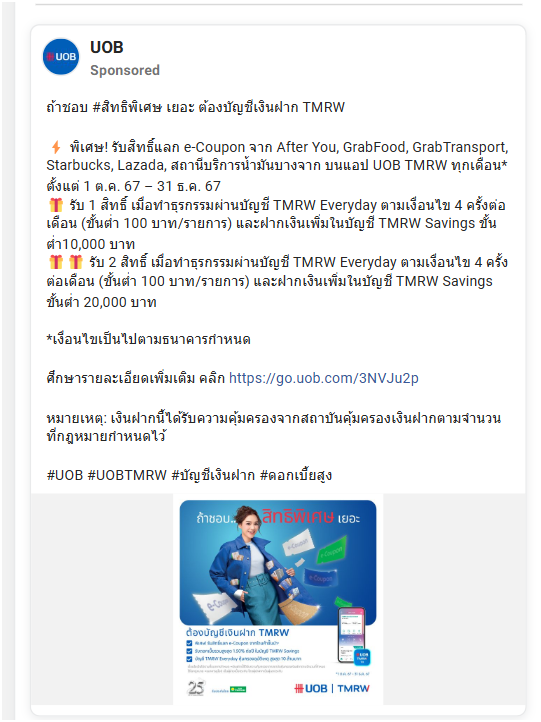 UOB
UOB
Sponsored
ถ้าชอบ #สิทธิพิเศษ เยอะ ต้องบัญชีเงินฝาก TMRW
⚡ พิเศษ! รับสิทธิ์แลก e-Coupon จาก After You, GrabFood, GrabTransport,
Starbucks, Lazada, สถานีบริการน้ำมันบางจาก บนแอป UOB TMRW ทุกเดือน*
ตั้งแต่ 1 ต.ค. 67 – 31 ธ.ค. 67
🎁 รับ 1 สิทธิ์ เมื่อทำธุรกรรมผ่านบัญชี TMRW Everyday ตามเงื่อนไข 4 ครั้งต่อ
เดือน (ขั้นต่ำ 100 บาท/รายการ) และฝากเงินเพิ่มในบัญชี TMRW Savings ขั้น
ต่ำ10,000 บาท
🎁 🎁 รับ 2 สิทธิ์ เมื่อทำธุรกรรมผ่านบัญชี TMRW Everyday ตามเงื่อนไข 4 ครั้ง
ต่อเดือน (ขั้นต่ำ 100 บาท/รายการ) และฝากเงินเพิ่มในบัญชี TMRW Savings
ขั้นต่ำ 20,000 บาท
*เงื่อนไขเป็นไปตามธนาคารกำหนด
ศึกษารายละเอียดเพิ่มเติม คลิก https://go.uob.com/3NVJu2p
หมายเหตุ: เงินฝากนี้ได้รับความคุ้มครองจากสถาบันคุ้มครองเงินฝากตามจำนวน
ที่กฎหมายกำหนดไว้
#UOB #UOBTMRW #บัญชีเงินฝาก #ดอกเบี้ยสูง
ถ้าชอบ.. สิทธิพิเศษ เยอะ
e-Coupon
e-Coupon
e-Coupon
e-Coupon
ต้องบัญชีเงินฝาก TMRW
25
UOB | TMRW